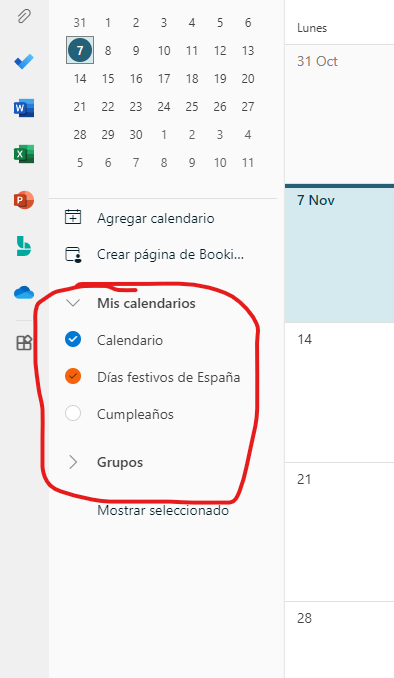 Lunes
31 1 2 3 4 5 6
7 8 9 10 11 12 13
14 15 16 17 18 19 20
21 22 23 24 25 26 27
28 29 30 1 2 3 4
5 6 7 8 9 10 11
31 Oct
7 Nov
14
21
28
Agregar calendario
Crear página de Booki...
Mis calendarios
Calendario
Días festivos de España
Cumpleaños
Grupos
Mostrar seleccionado
W
X
P